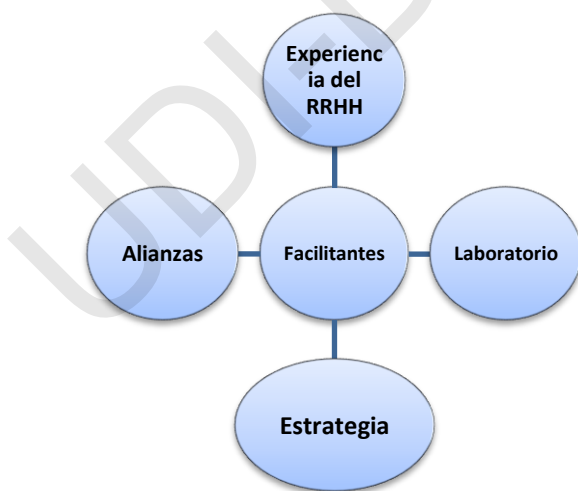 Experienc
ia del
RRHH
Alianzas
Facilitantes
Laboratorio
Estrategia